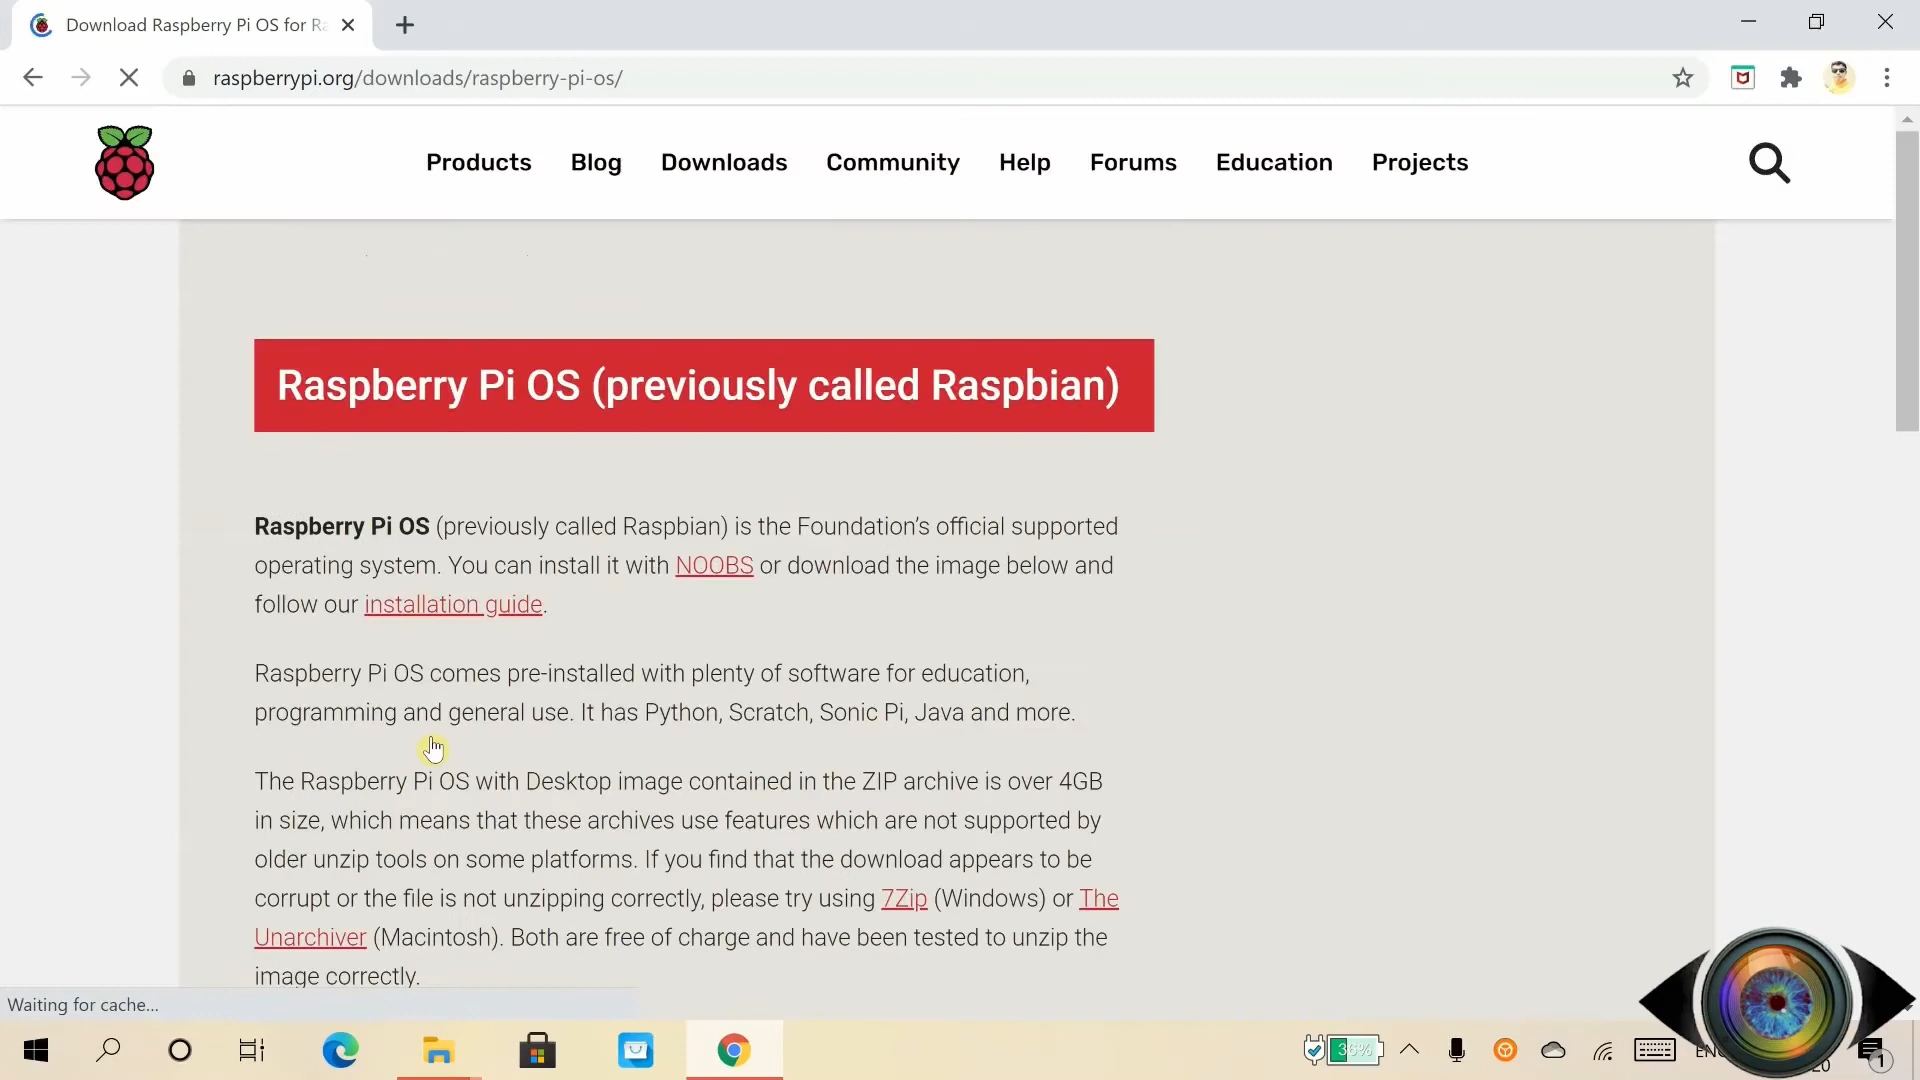 Download Raspberry Pi OS for Ra
raspberrypi.org/downloads/raspberry-pi-os/
Products Blog Downloads Community Help Forums Education Projects
Raspberry Pi OS (previously called Raspbian)
Raspberry Pi OS (previously called Raspbian) is the Foundation’s official supported
operating system. You can install it with NOOBS or download the image below and
follow our installation guide.
Raspberry Pi OS comes pre-installed with plenty of software for education,
programming and general use. It has Python, Scratch, Sonic Pi, Java and more.
The Raspberry Pi OS with Desktop image contained in the ZIP archive is over 4GB
in size, which means that these archives use features which are not supported by
older unzip tools on some platforms. If you find that the download appears to be
corrupt or the file is not unzipping correctly, please try using 7Zip (Windows) or The
Unarchiver (Macintosh). Both are free of charge and have been tested to unzip the
image correctly.
Waiting for cache...
36%
1